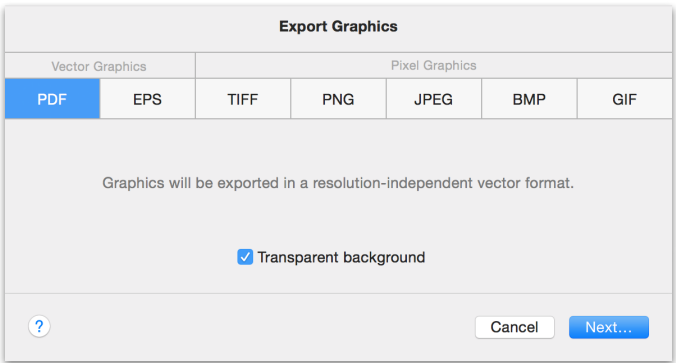 Export Graphics
Vector Graphics Pixel Graphics
PDF EPS TIFF PNG JPEG BMP GIF
Graphics will be exported in a resolution-independent vector format.
Transparent background
? Cancel Next...